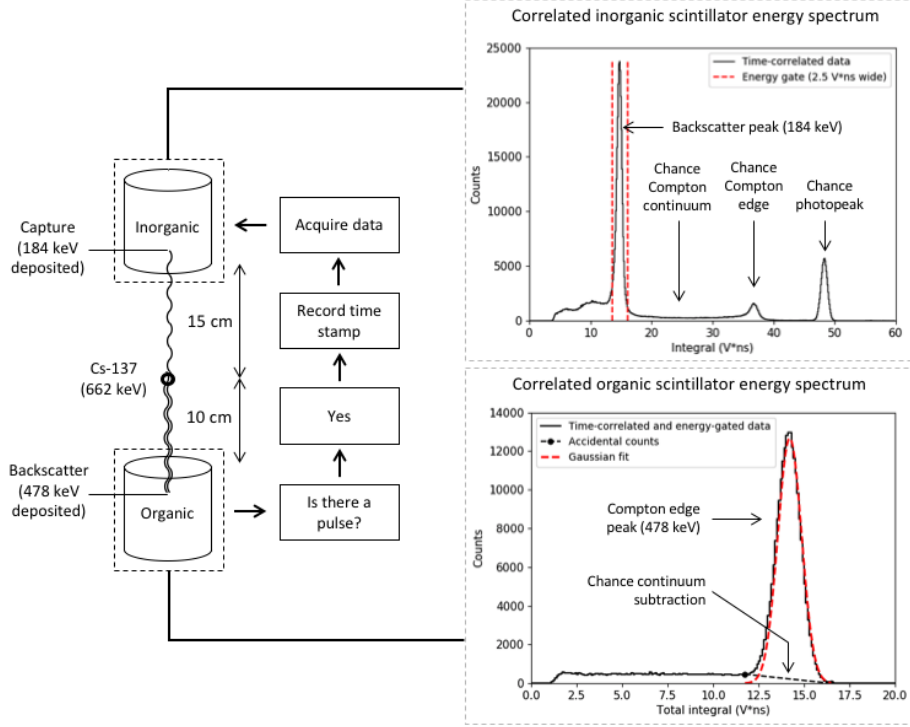 Correlated inorganic scintillator energy spectrum
25000
20000
15000
10000
5000
0
Counts
Time-correlated data
Energy gate (2.5 V*ns wide)
Backscatter peak (184 keV)
Chance
Compton
continuum
Chance
Compton
edge
Chance
photopeak
0 10 20 30 40 50 60
Integral (V*ns)
Capture
(184 keV
deposited)
Inorganic
Acquire data
15 cm
Record time
stamp
Cs-137
(662 keV)
10 cm
Yes
Backscatter
(478 keV
deposited)
Organic
Is there a
pulse?
Correlated organic scintillator energy spectrum
14000
12000
10000
8000
6000
4000
2000
0
Counts
Time-correlated and energy-gated data
Accidental counts
Gaussian fit
Compton edge
peak (478 keV)
Chance continuum
subtraction
0.0 2.5 5.0 7.5 10.0 12.5 15.0 17.5 20.0
Total integral (V*ns)